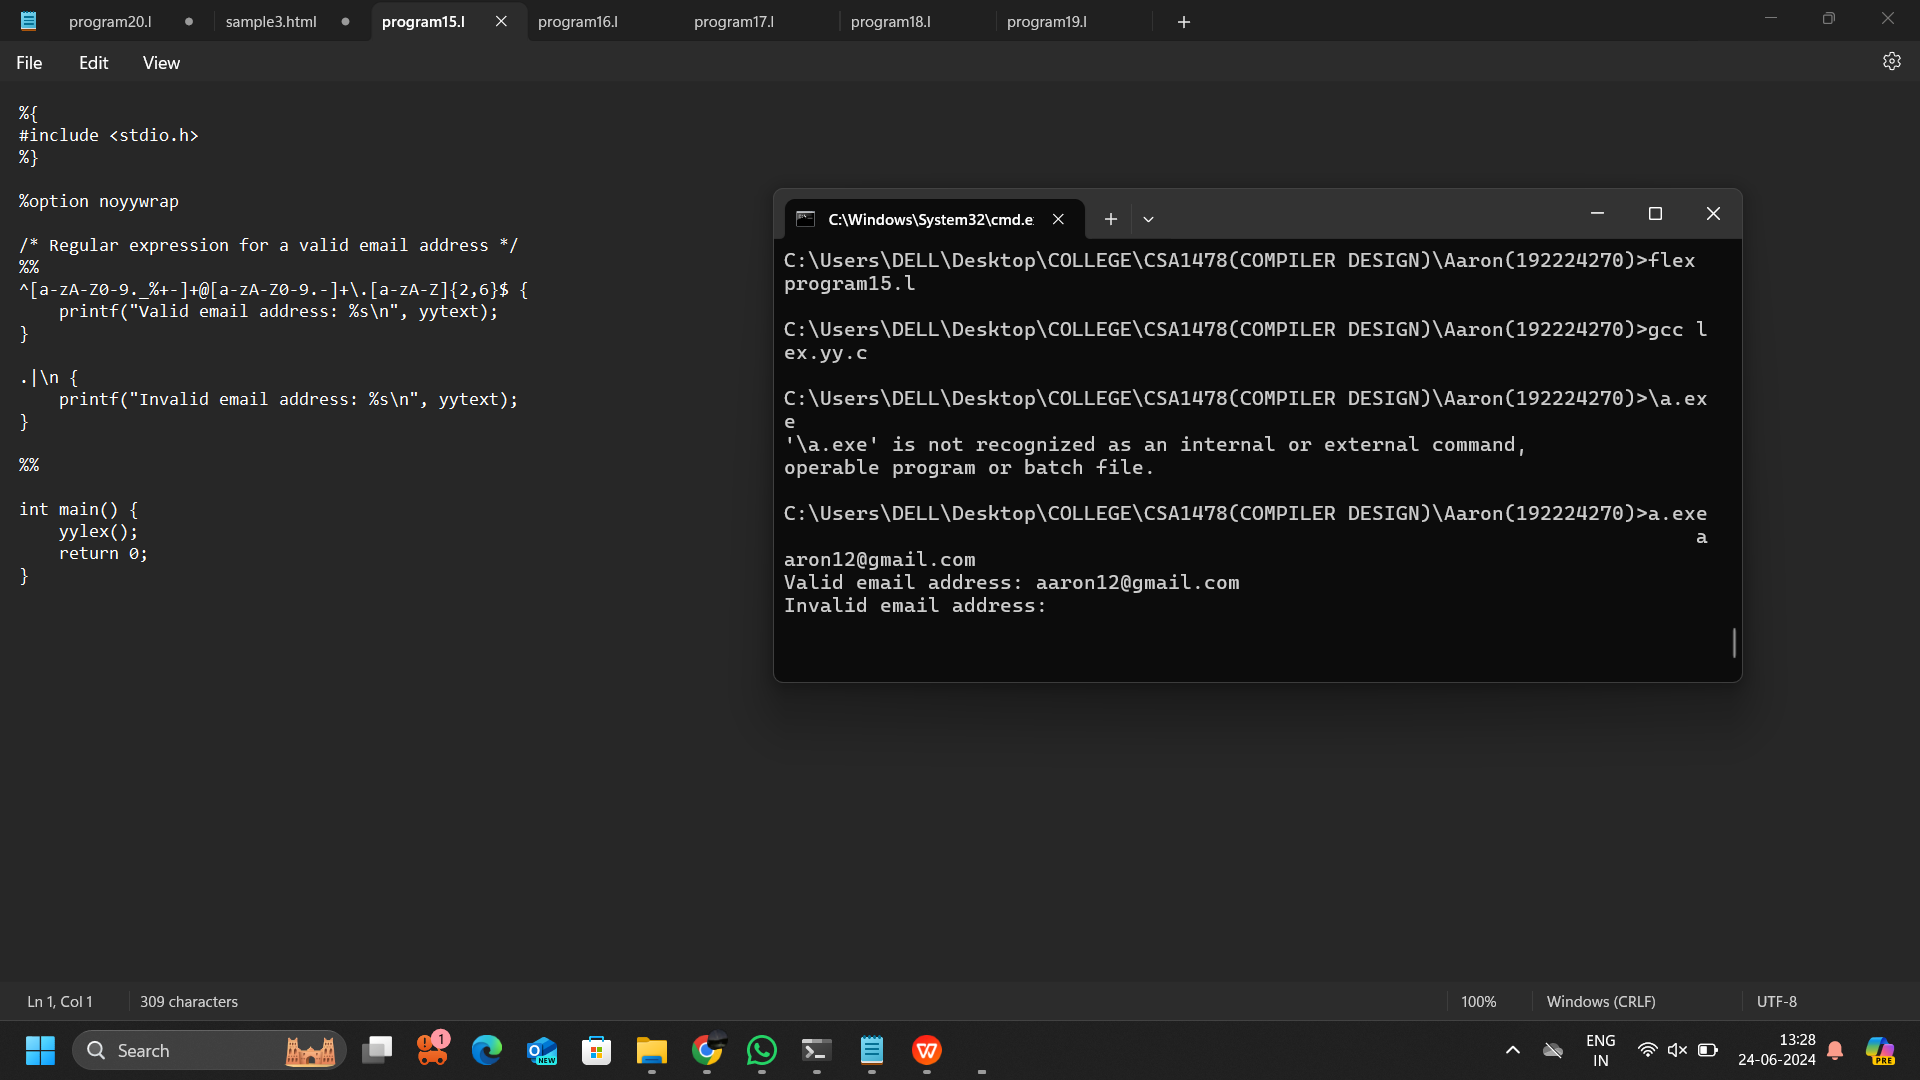 program20.l
sample3.html
program15.l
program16.l
program17.l
program18.l
program19.l
File
Edit
View
%{
#include <stdio.h>
%}
%option noyywrap
/* Regular expression for a valid email address */
%%
^[a-zA-Z0-9._%+-]+@[a-zA-Z0-9.-]+\.[a-zA-Z]{2,6}$ {
    printf("Valid email address: %s\n", yytext);
}
.|\n {
    printf("Invalid email address: %s\n", yytext);
}
%%
int main() {
    yylex();
    return 0;
}
C:\Windows\System32\cmd.e
C:\Users\DELL\Desktop\COLLEGE\CSA1478(COMPILER DESIGN)\Aaron(192224270)>flex
program15.l
C:\Users\DELL\Desktop\COLLEGE\CSA1478(COMPILER DESIGN)\Aaron(192224270)>gcc l
ex.yy.c
C:\Users\DELL\Desktop\COLLEGE\CSA1478(COMPILER DESIGN)\Aaron(192224270)>\a.ex
e
'\a.exe' is not recognized as an internal or external command,
operable program or batch file.
C:\Users\DELL\Desktop\COLLEGE\CSA1478(COMPILER DESIGN)\Aaron(192224270)>a.exe
a
aron12@gmail.com
Valid email address: aaron12@gmail.com
Invalid email address:
Ln 1, Col 1
309 characters
100%
Windows (CRLF)
UTF-8
Search
1
NEW
ENG
IN
13:28
24-06-2024
PRE